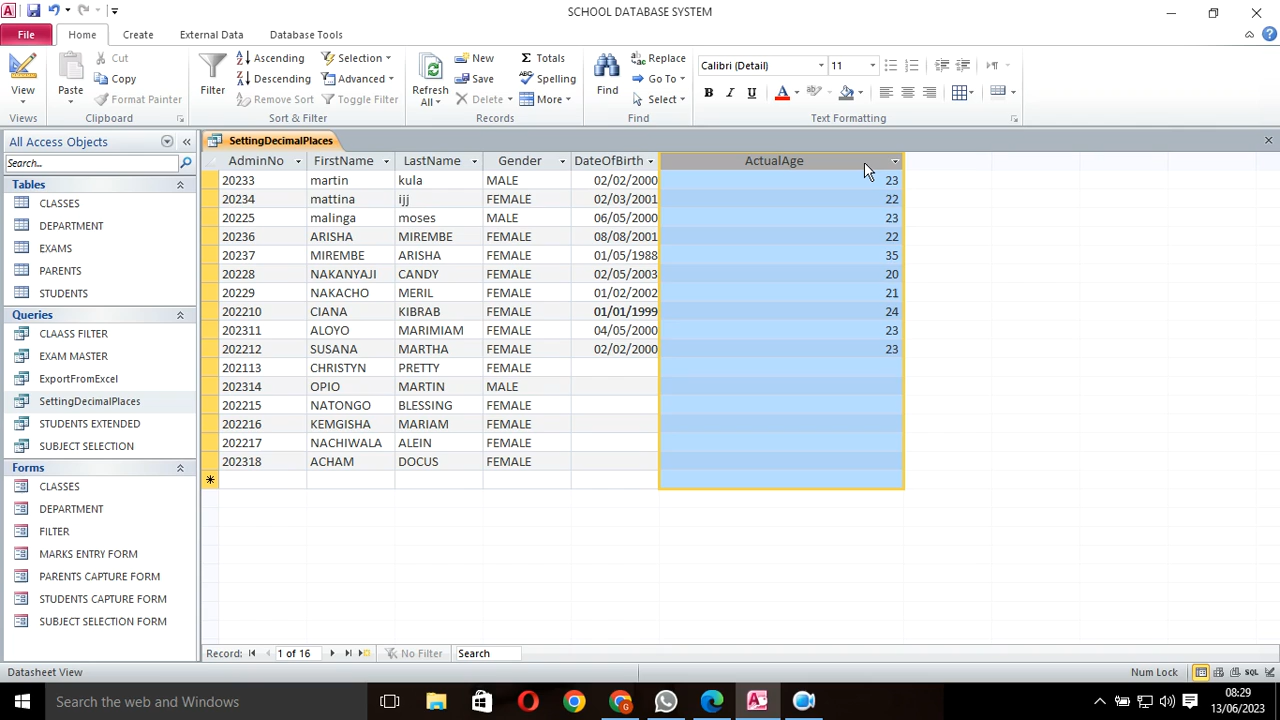 SCHOOL DATABASE SYSTEM
File Home Create External Data Database Tools
View
Views
Paste
Cut
Copy
Format Painter
Clipboard
Filter
Ascending
Descending
Remove Sort
Selection
Advanced
Toggle Filter
Sort & Filter
Refresh All
New
Save
Delete
Totals
Spelling
More
Records
Find
Replace
Go To
Select
Find
Calibri (Detail) 11
B I U
Text Formatting
All Access Objects
Search...
Tables
CLASSES
DEPARTMENT
EXAMS
PARENTS
STUDENTS
Queries
CLAASS FILTER
EXAM MASTER
ExportFromExcel
SettingDecimalPlaces
STUDENTS EXTENDED
SUBJECT SELECTION
Forms
CLASSES
DEPARTMENT
FILTER
MARKS ENTRY FORM
PARENTS CAPTURE FORM
STUDENTS CAPTURE FORM
SUBJECT SELECTION FORM
SettingDecimalPlaces
AdminNo FirstName LastName Gender DateOfBirth ActualAge
20233 martin kula MALE 02/02/2000 23
20234 mattina ijj FEMALE 02/03/2001 22
20225 malinga moses MALE 06/05/2000 23
20236 ARISHA MIREMBE FEMALE 08/08/2001 22
20237 MIREMBE ARISHA FEMALE 01/05/1988 35
20228 NAKANYAJI CANDY FEMALE 02/05/2003 20
20229 NAKACHO MERIL FEMALE 01/02/2002 21
202210 CIANA KIBRAB FEMALE 01/01/1999 24
202311 ALOYO MARIMIAM FEMALE 04/05/2000 23
202212 SUSANA MARTHA FEMALE 02/02/2000 23
202113 CHRISTYN PRETTY FEMALE
202314 OPIO MARTIN MALE
202215 NATONGO BLESSING FEMALE
202216 KEMGISHA MARIAM FEMALE
202217 NACHIWALA ALEIN FEMALE
202318 ACHAM DOCUS FEMALE
Record: 1 of 16 No Filter Search
Datasheet View Num Lock SQL
Search the web and Windows
08:29
13/06/2023